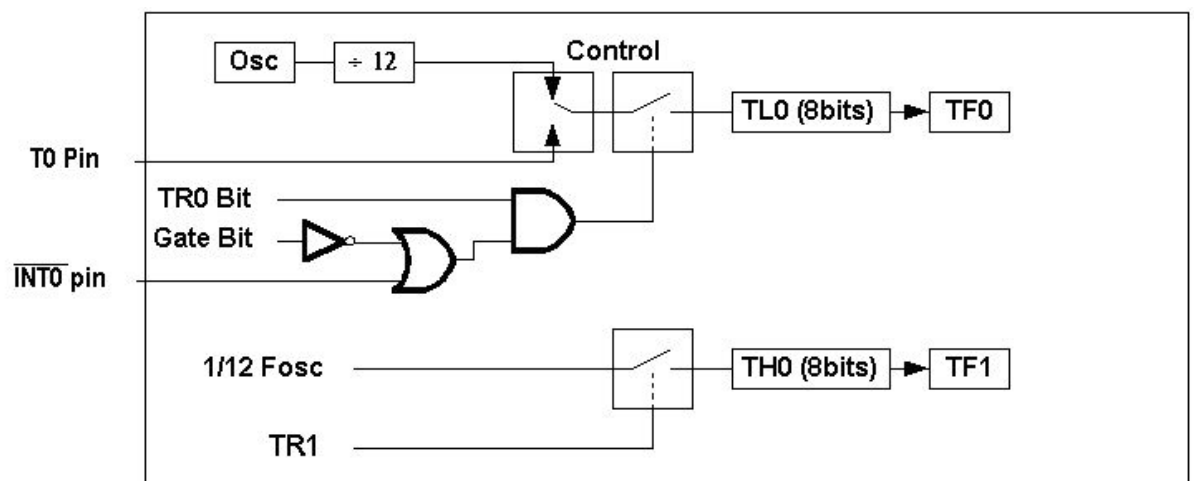 Osc
÷ 12
Control
TL0 (8bits)
TF0
T0 Pin
TR0 Bit
Gate Bit
INT0 pin
1/12 Fosc
TH0 (8bits)
TF1
TR1